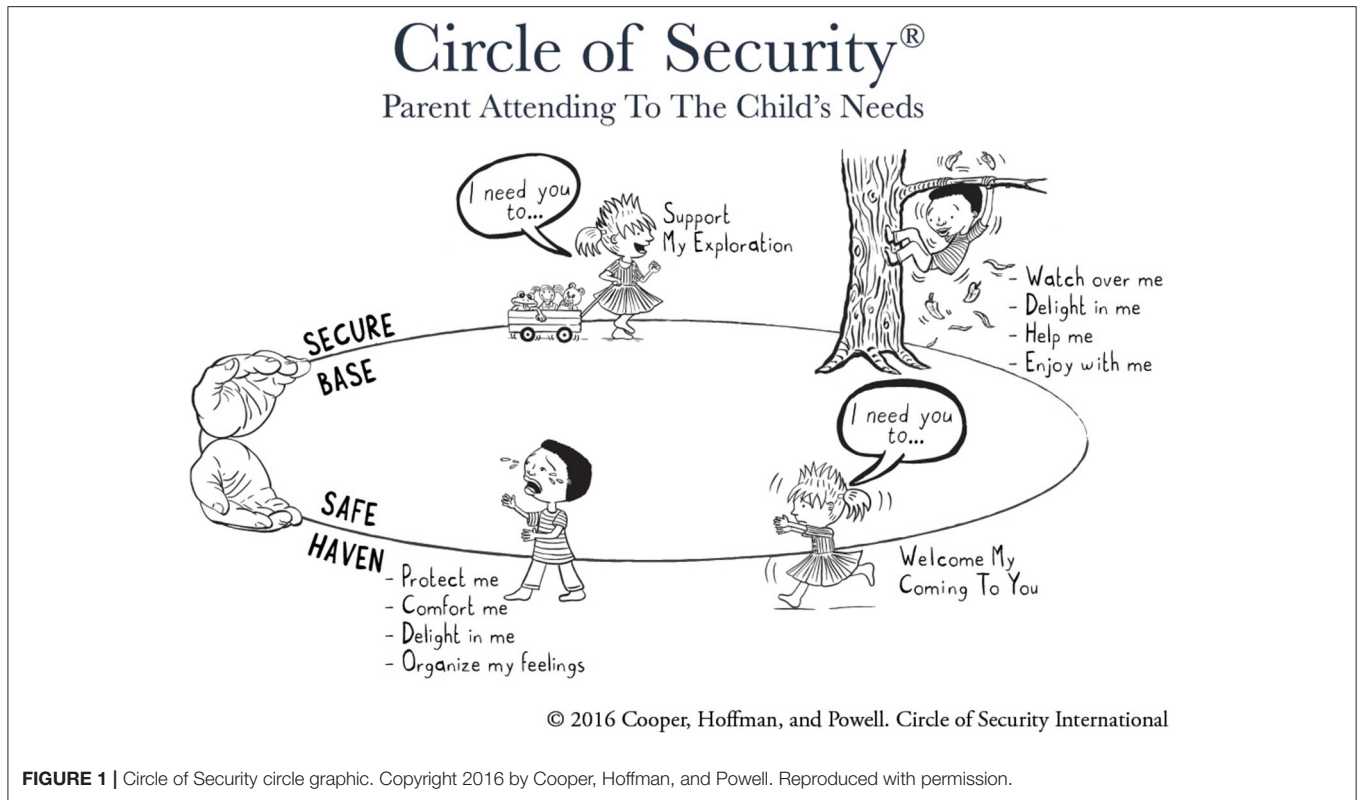 Circle of Security®
Parent Attending To The Child's Needs
I need you
to...
Support
My Exploration
- Watch over me
- Delight in me
- Help me
- Enjoy with me
SECURE
BASE
I need you
to...
SAFE
HAVEN
Welcome My
Coming To You
- Protect me
- Comfort me
- Delight in me
- Organize my feelings
© 2016 Cooper, Hoffman, and Powell. Circle of Security International
FIGURE 1 | Circle of Security circle graphic. Copyright 2016 by Cooper, Hoffman, and Powell. Reproduced with permission.